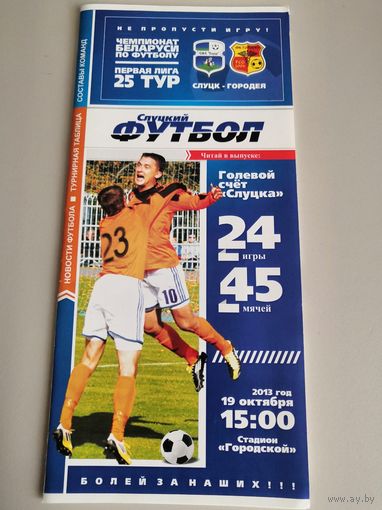 НЕ ПРОПУСТИ ИГРУ!
ЧЕМПИОНАТ
БЕЛАРУСИ
ПО ФУТБОЛУ
ПЕРВАЯ ЛИГА
25 ТУР
СЛУЦК - ГОРОДЕЯ
НОВОСТИ ФУТБОЛА ■ ТУРНИРНАЯ ТАБЛИЦА
СОСТАВЫ КОМАНД
Слуцкий
ФУТБОЛ
Читай в выпуске:
Голевой
счёт
«Слуцка»
24
игры
45
мячей
23
10
2013 год
19 октября
15:00
Стадион
«Городской»
БОЛЕЙ ЗА НАШИХ!!!
www.ay.by